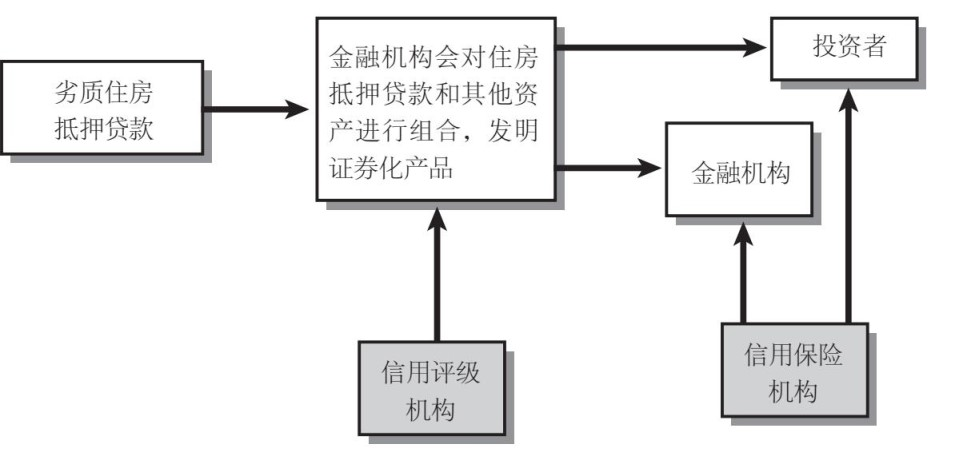 劣质住房
抵押贷款
金融机构会对住房
抵押贷款和其他资
产进行组合，发明
证券化产品
投资者
金融机构
信用评级
机构
信用保险
机构